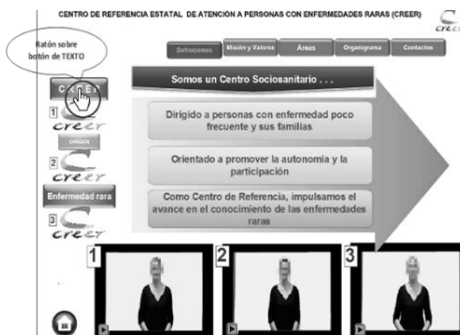 CENTRO DE REFERENCIA ESTATAL DE ATENCIÓN A PERSONAS CON ENFERMEDADES RARAS (CREER)
creer
Ratón sobre
botón de TEXTO
Definiciones
Misión y Valores
Áreas
Organigrama
Contactos
Somos un Centro Sociosanitario . . .
1
creer
Dirigido a personas con enfermedad poco
frecuente y sus familias
2
creer
Orientado a promover la autonomía y la
participación
Enfermedad rara
3
creer
Como Centro de Referencia, impulsamos el
avance en el conocimiento de las enfermedades
raras
1
2
3